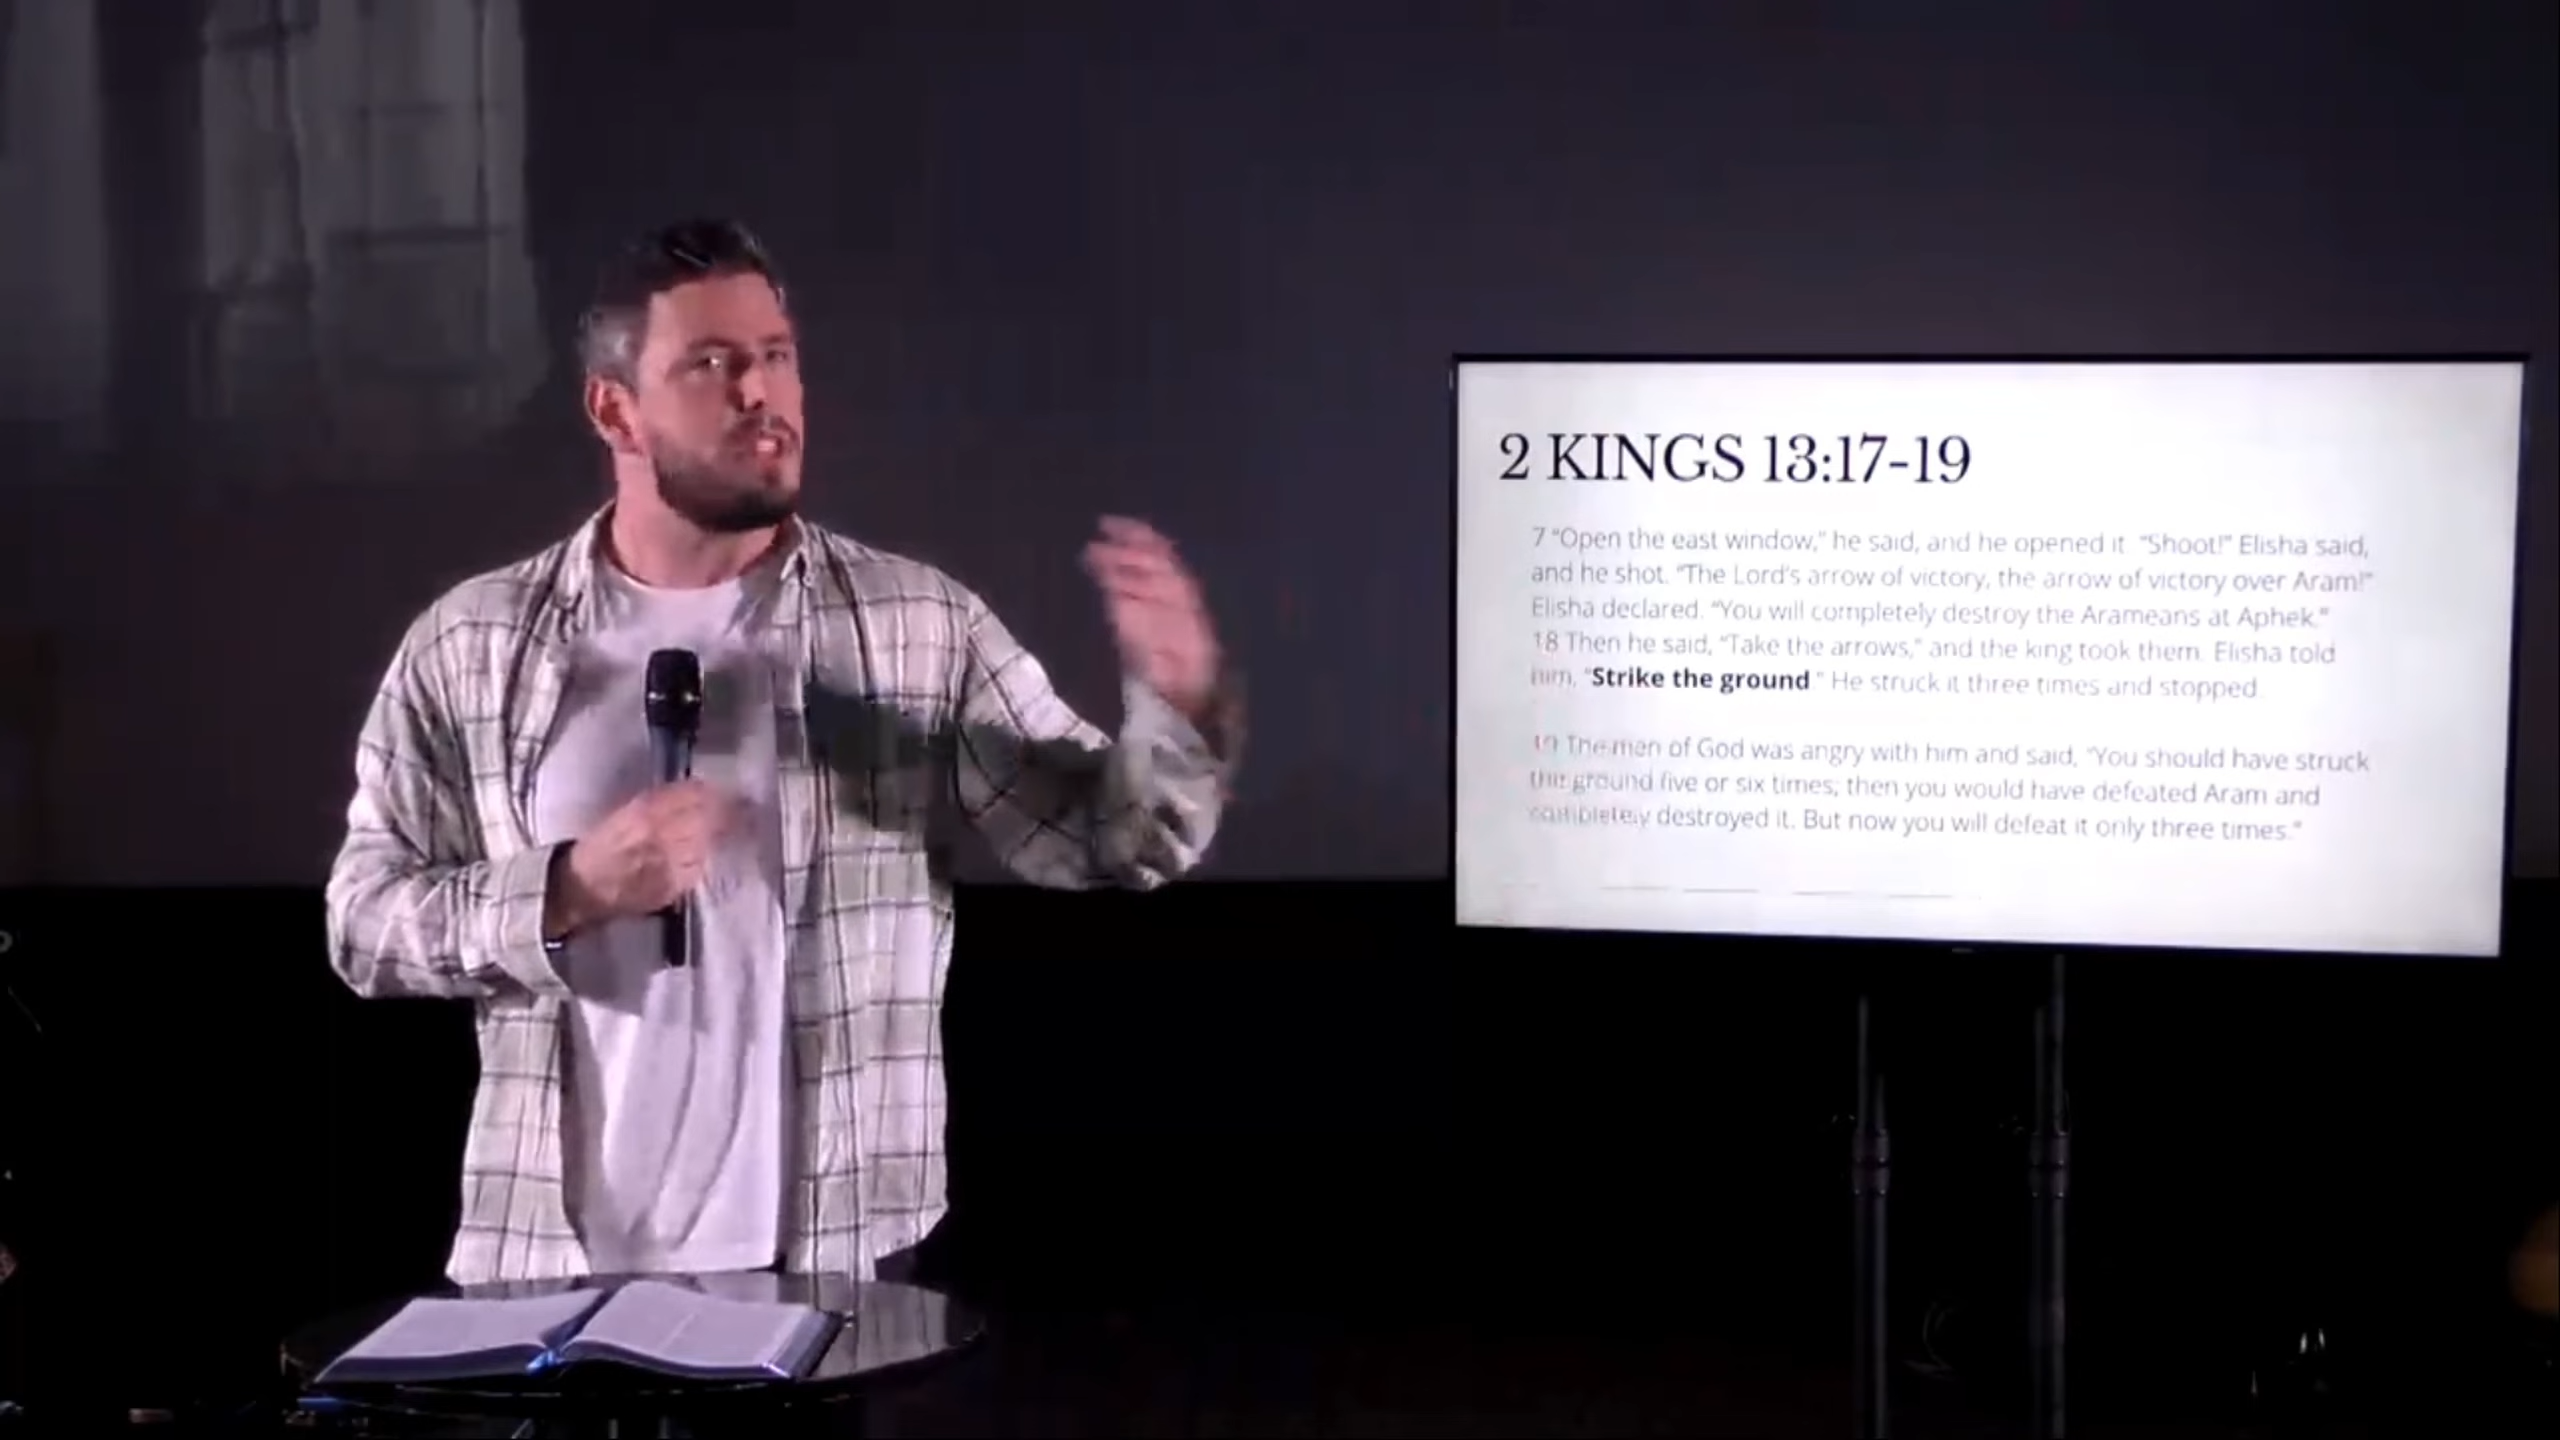 2 KINGS 13:17-19
7 “Open the east window,” he said, and he opened it. “Shoot!” Elisha said,
and he shot. “The Lord’s arrow of victory, the arrow of victory over Aram!”
Elisha declared. “You will completely destroy the Arameans at Aphek.”
18 Then he said, “Take the arrows,” and the king took them. Elisha told
him, “Strike the ground.” He struck it three times and stopped.
19 The men of God was angry with him and said, “You should have struck
the ground five or six times; then you would have defeated Aram and
completely destroyed it. But now you will defeat it only three times.”